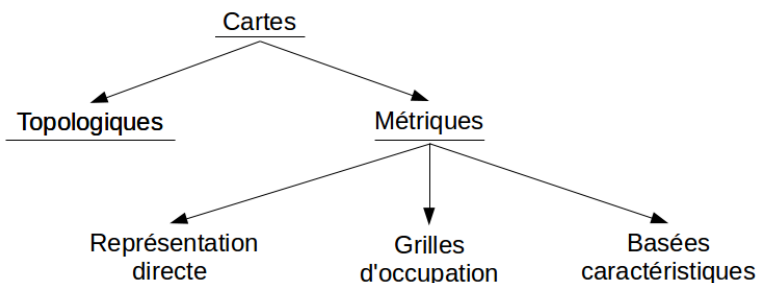 Cartes
Topologiques
Métriques
Représentation
directe
Grilles
d'occupation
Basées
caractéristiques